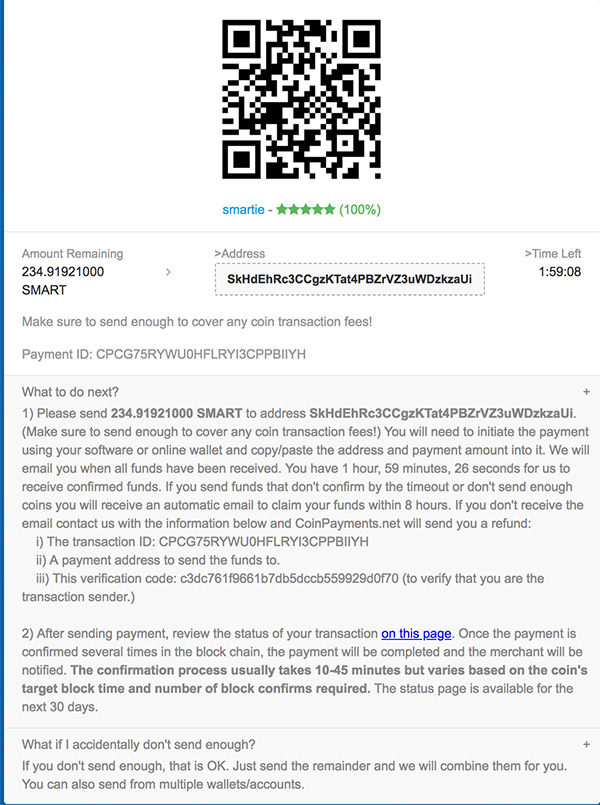 smartie - ★★★★★ (100%)
Amount Remaining
234.91921000
SMART
>Address
SkHdEhRc3CCgzKTat4PBZrVZ3uWDzkzaUi
>Time Left
1:59:08
Make sure to send enough to cover any coin transaction fees!
Payment ID: CPCG75RYWU0HFLRYI3CPPBIIYH
What to do next? +
1) Please send 234.91921000 SMART to address SkHdEhRc3CCgzKTat4PBZrVZ3uWDzkzaUi.
(Make sure to send enough to cover any coin transaction fees!) You will need to initiate the payment
using your software or online wallet and copy/paste the address and payment amount into it. We will
email you when all funds have been received. You have 1 hour, 59 minutes, 26 seconds for us to
receive confirmed funds. If you send funds that don't confirm by the timeout or don't send enough
coins you will receive an automatic email to claim your funds within 8 hours. If you don't receive the
email contact us with the information below and CoinPayments.net will send you a refund:
i) The transaction ID: CPCG75RYWU0HFLRYI3CPPBIIYH
ii) A payment address to send the funds to.
iii) This verification code: c3dc761f9661b7db5dccb559929d0f70 (to verify that you are the
transaction sender.)
2) After sending payment, review the status of your transaction on this page. Once the payment is
confirmed several times in the block chain, the payment will be completed and the merchant will be
notified. The confirmation process usually takes 10-45 minutes but varies based on the coin's
target block time and number of block confirms required. The status page is available for the
next 30 days.
What if I accidentally don't send enough? +
If you don't send enough, that is OK. Just send the remainder and we will combine them for you.
You can also send from multiple wallets/accounts.